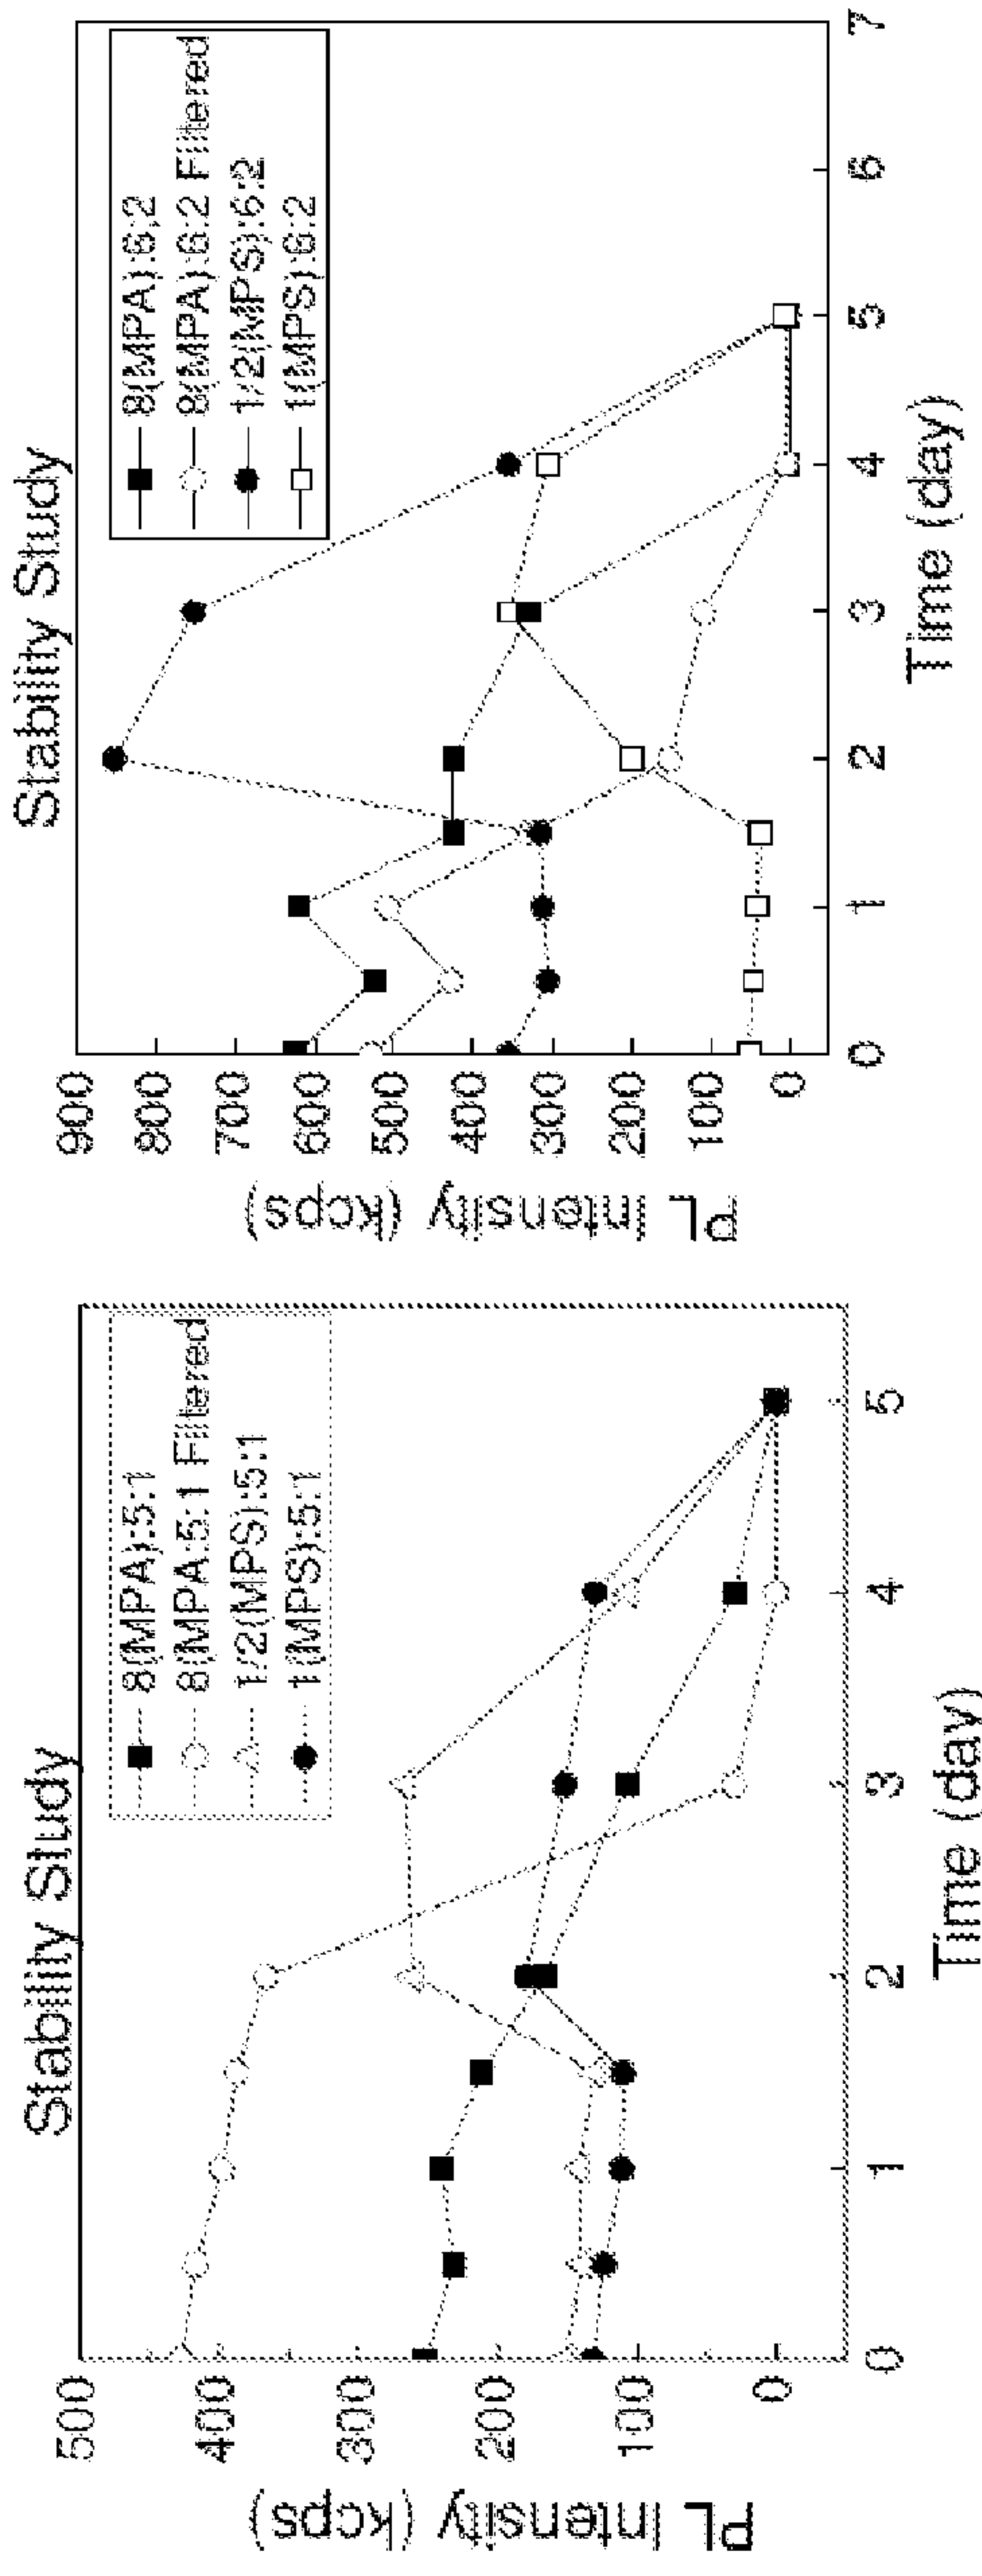 Stability Study
PL Intensity (kcps)
500
400
300
200
100
0
8(MPA):5:1
8(MPA:5:1 Filtered
1/2(MPS):5:1
1(MPS):5:1
0 1 2 3 4 5
Time (day)
Stability Study
PL Intensity (kcps)
900
800
700
600
500
400
300
200
100
0
8(MPA):6:2
8(MPA):6:2 Filtered
1/2(MPS):6:2
1(MPS):6:2
0 1 2 3 4 5 6 7
Time (day)